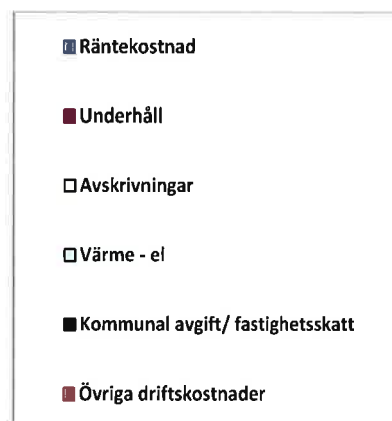 Räntekostnad
Underhåll
Avskrivningar
Värme - el
Kommunal avgift/ fastighetsskatt
Övriga driftskostnader